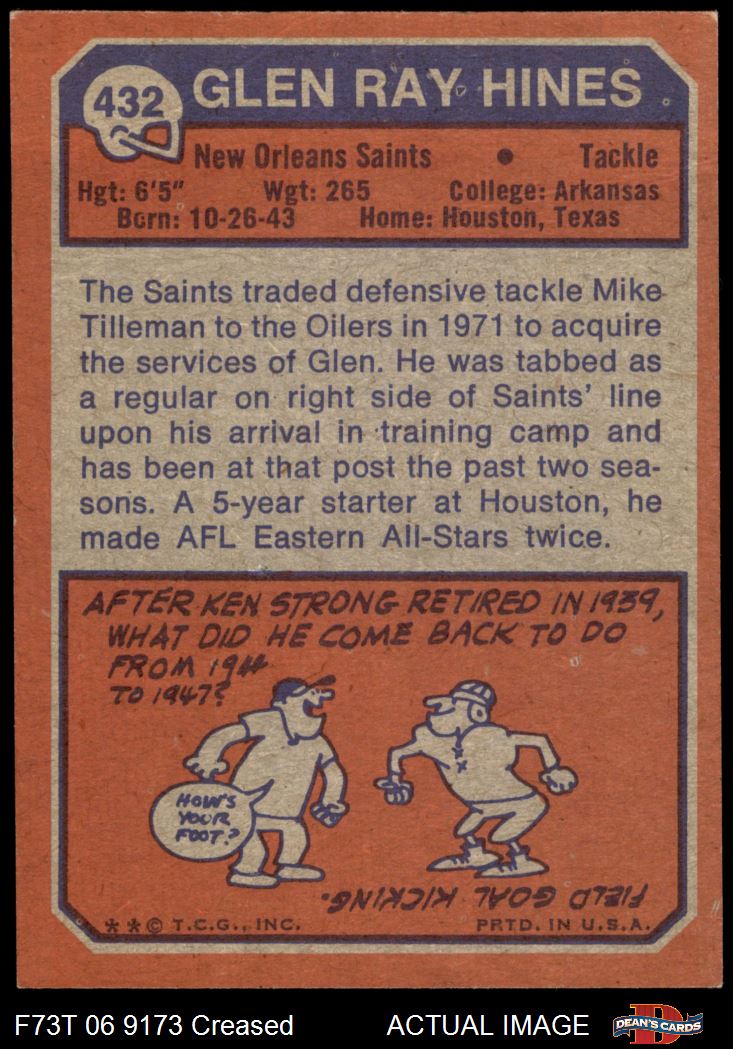 432 GLEN RAY HINES
New Orleans Saints • Tackle
Hgt: 6'5" Wgt: 265 College: Arkansas
Born: 10-26-43 Home: Houston, Texas
The Saints traded defensive tackle Mike
Tilleman to the Oilers in 1971 to acquire
the services of Glen. He was tabbed as
a regular on right side of Saints' line
upon his arrival in training camp and
has been at that post the past two sea-
sons. A 5-year starter at Houston, he
made AFL Eastern All-Stars twice.
AFTER KEN STRONG RETIRED IN 1939,
WHAT DID HE COME BACK TO DO
FROM 1944
TO 1947?
HOW'S
YOUR
FOOT?
FIELD GOAL KICKING.
* * © T.C.G., INC. PRTD. IN U.S.A.
F73T 06 9173 Creased ACTUAL IMAGE DEAN'S CARDS